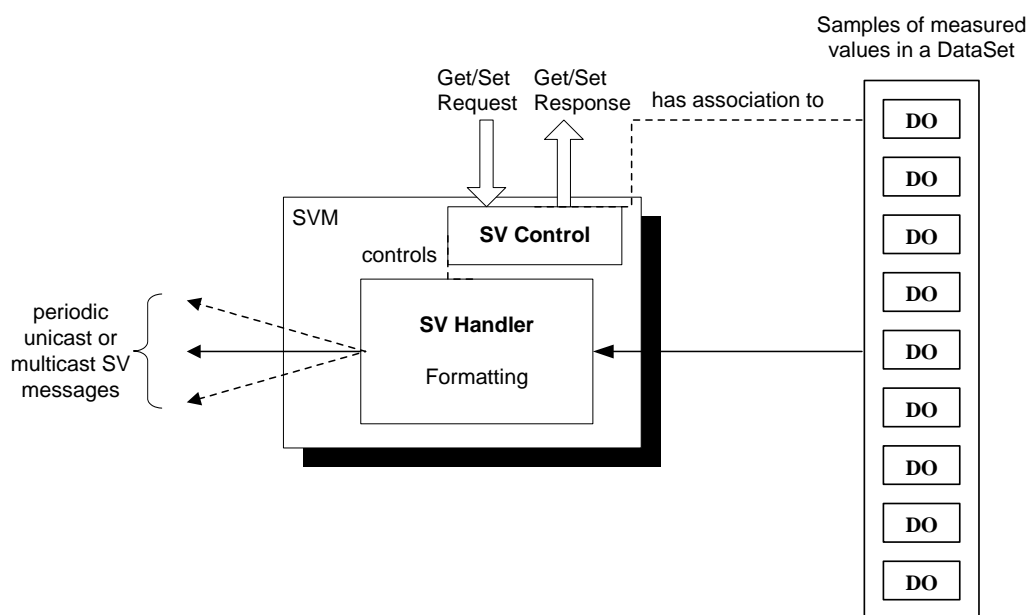 Samples of measured
values in a DataSet
Get/Set
Request
Get/Set
Response
has association to
SVM
SV Control
controls
SV Handler
Formatting
periodic
unicast or
multicast SV
messages
DO
DO
DO
DO
DO
DO
DO
DO
DO